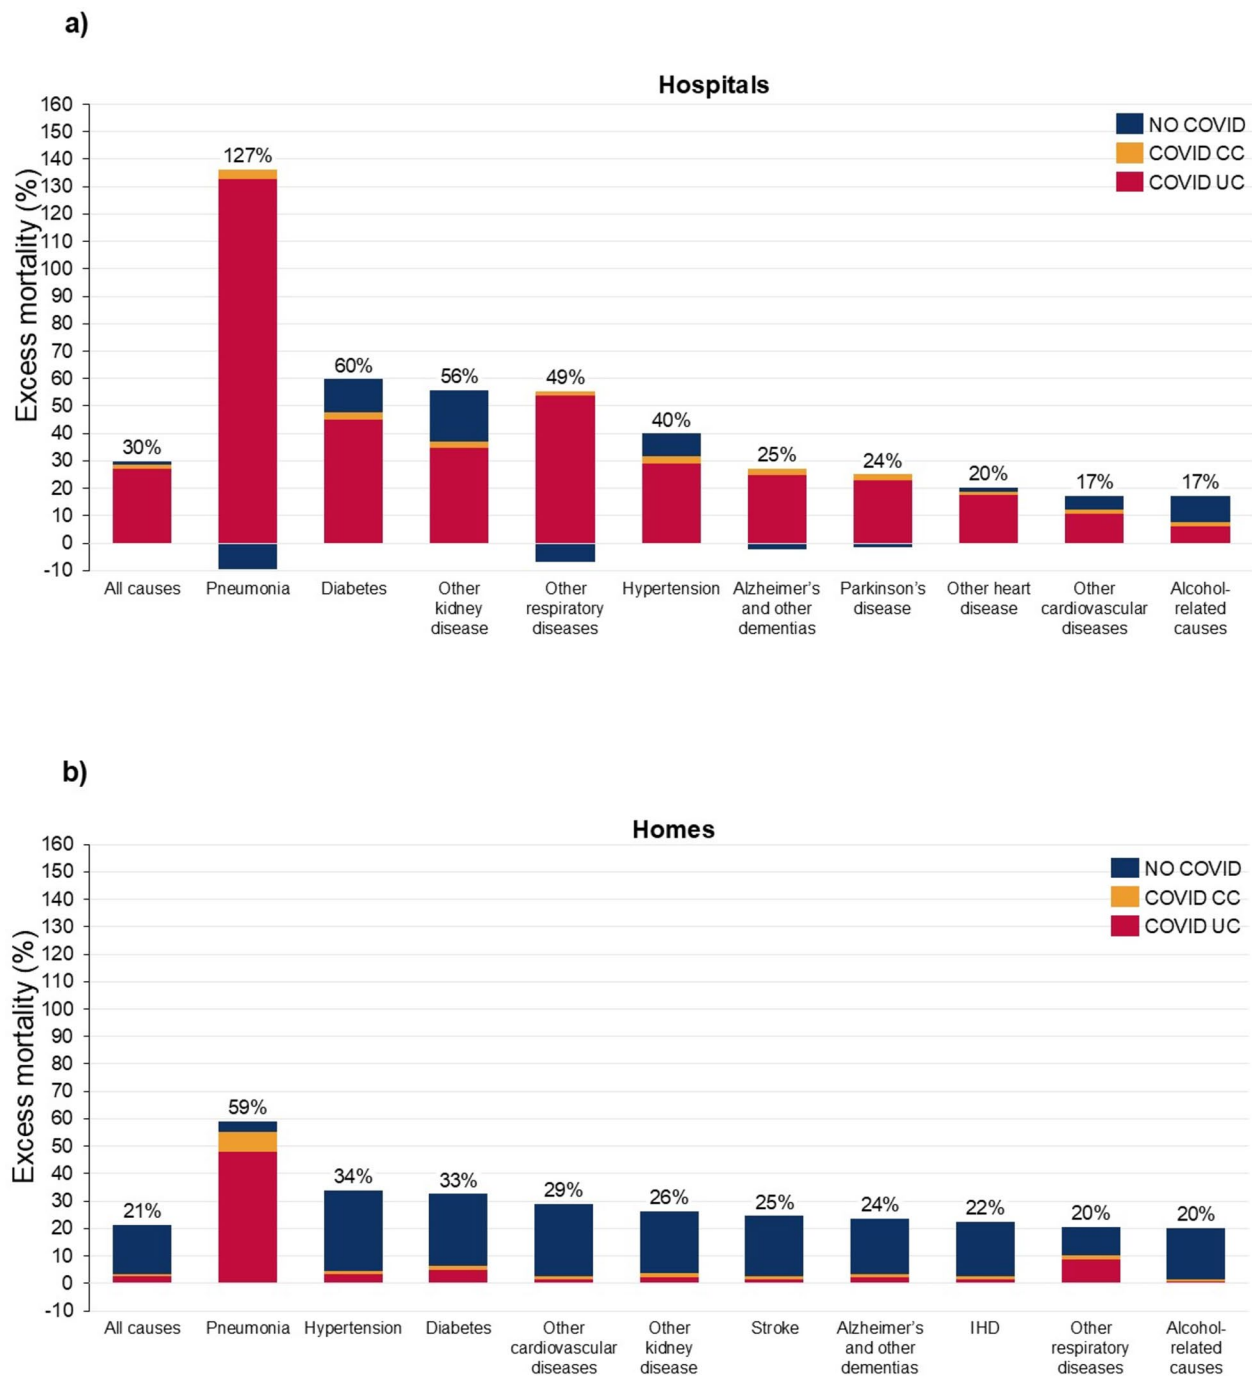 a)
Hospitals
Excess mortality (%)
160
150
140
130
120
110
100
90
80
70
60
50
40
30
20
10
0
-10
NO COVID
COVID CC
COVID UC
30%
127%
60%
56%
49%
40%
25%
24%
20%
17%
17%
All causes
Pneumonia
Diabetes
Other
kidney
disease
Other
respiratory
diseases
Hypertension
Alzheimer's
and other
dementias
Parkinson's
disease
Other heart
disease
Other
cardiovascular
diseases
Alcohol-
related
causes
b)
Homes
Excess mortality (%)
160
150
140
130
120
110
100
90
80
70
60
50
40
30
20
10
0
-10
NO COVID
COVID CC
COVID UC
21%
59%
34%
33%
29%
26%
25%
24%
22%
20%
20%
All causes
Pneumonia
Hypertension
Diabetes
Other
cardiovascular
diseases
Other
kidney
disease
Stroke
Alzheimer's
and other
dementias
IHD
Other
respiratory
diseases
Alcohol-
related
causes